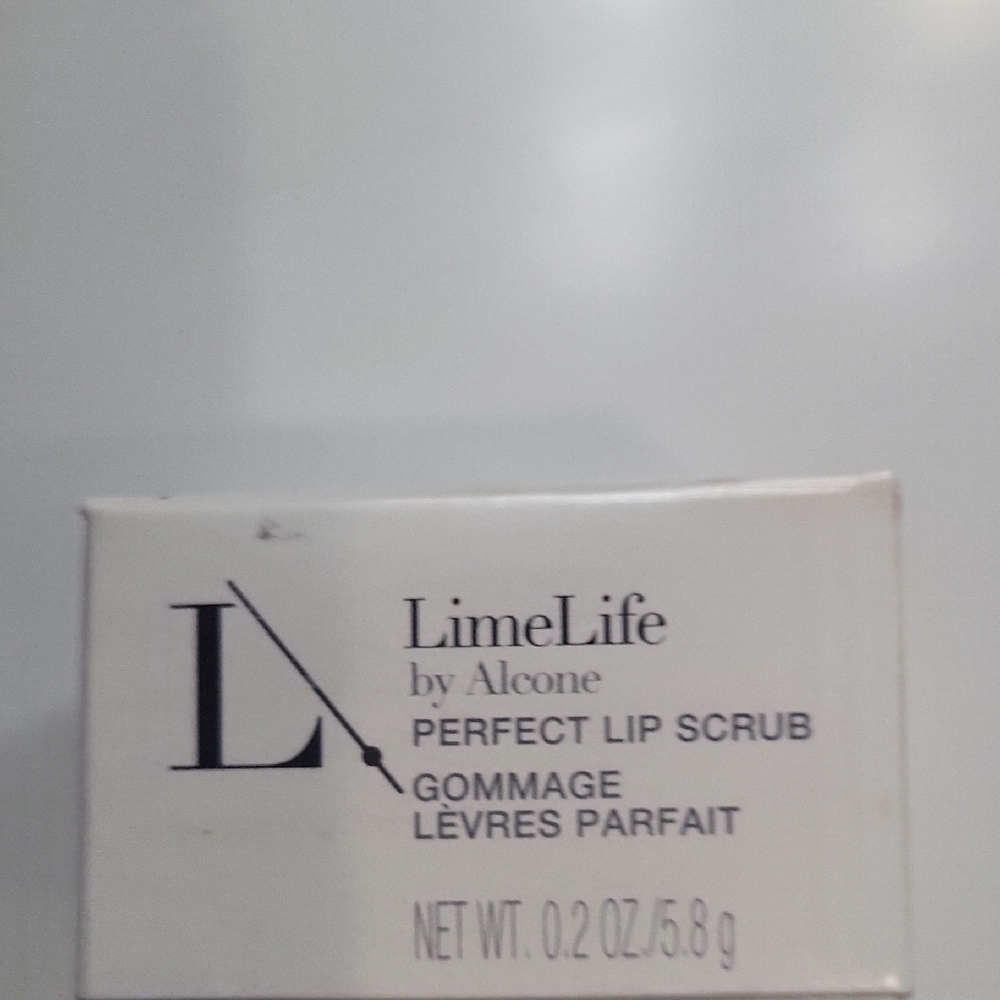 L
LimeLife
by Alcone
PERFECT LIP SCRUB
GOMMAGE
LÈVRES PARFAIT
NET WT. 0.2 OZ./5.8 g